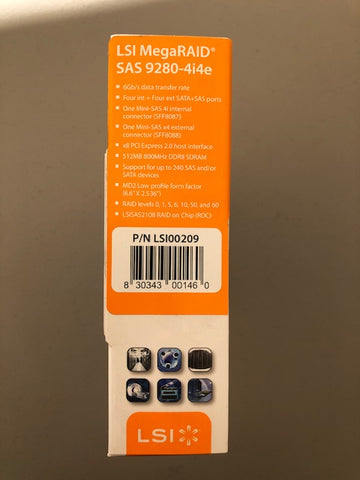 LSI MegaRAID®
SAS 9280-4i4e
6Gb/s data transfer rate
Four int + Four ext SATA+SAS ports
One Mini-SAS 4i internal
connector (SFF8087)
One Mini-SAS x4 external
connector (SFF8088)
x8 PCI Express 2.0 host interface
512MB 800MHz DDRII SDRAM
Support for up to 240 SAS and/or
SATA devices
MD2 Low profile form factor
(6.6" X 2.536")
RAID levels 0, 1, 5, 6, 10, 50, and 60
LSISAS2108 RAID on Chip (ROC)
P/N LSI00209
8 30343 00146 0
LSI